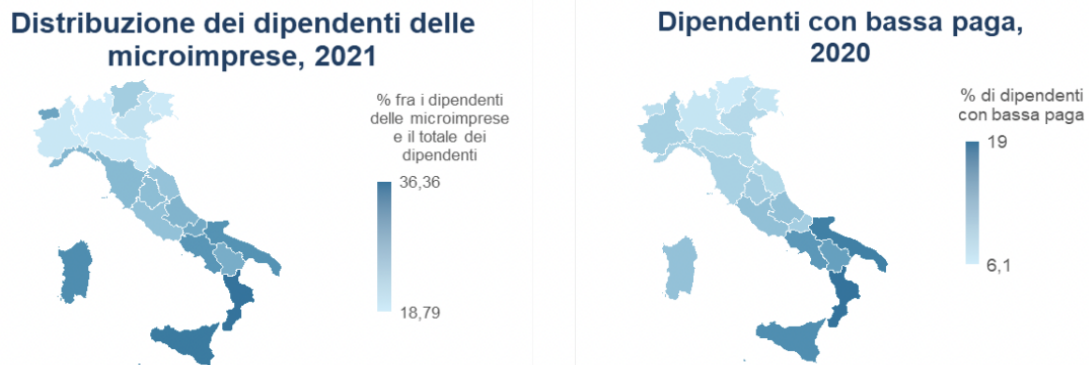 Distribuzione dei dipendenti delle
microimprese, 2021
% fra i dipendenti
delle microimprese
e il totale dei
dipendenti
36,36
18,79
Dipendenti con bassa paga,
2020
% di dipendenti
con bassa paga
19
6,1